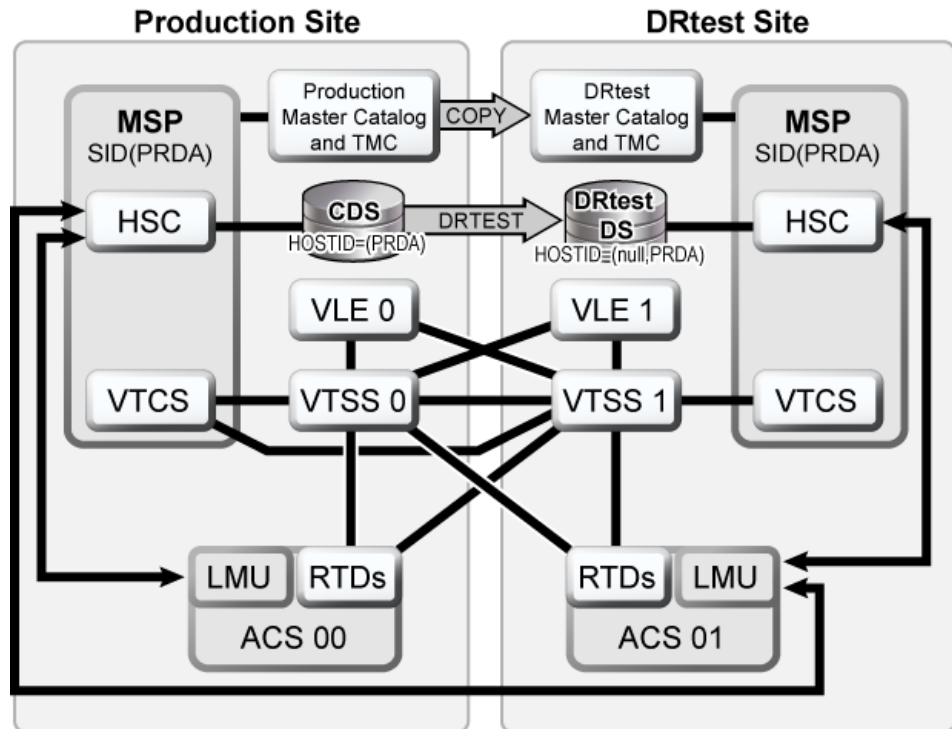 Production Site
DRtest Site
MSP
SID(PRDA)
Production
Master Catalog
and TMC
COPY
DRtest
Master Catalog
and TMC
MSP
SID(PRDA)
HSC
CDS
HOSTID=(PRDA)
DRTEST
DRtest
DS
HOSTID=(null,PRDA)
HSC
VLE 0
VLE 1
VTCS
VTSS 0
VTSS 1
VTCS
LMU
RTDs
ACS 00
RTDs
LMU
ACS 01